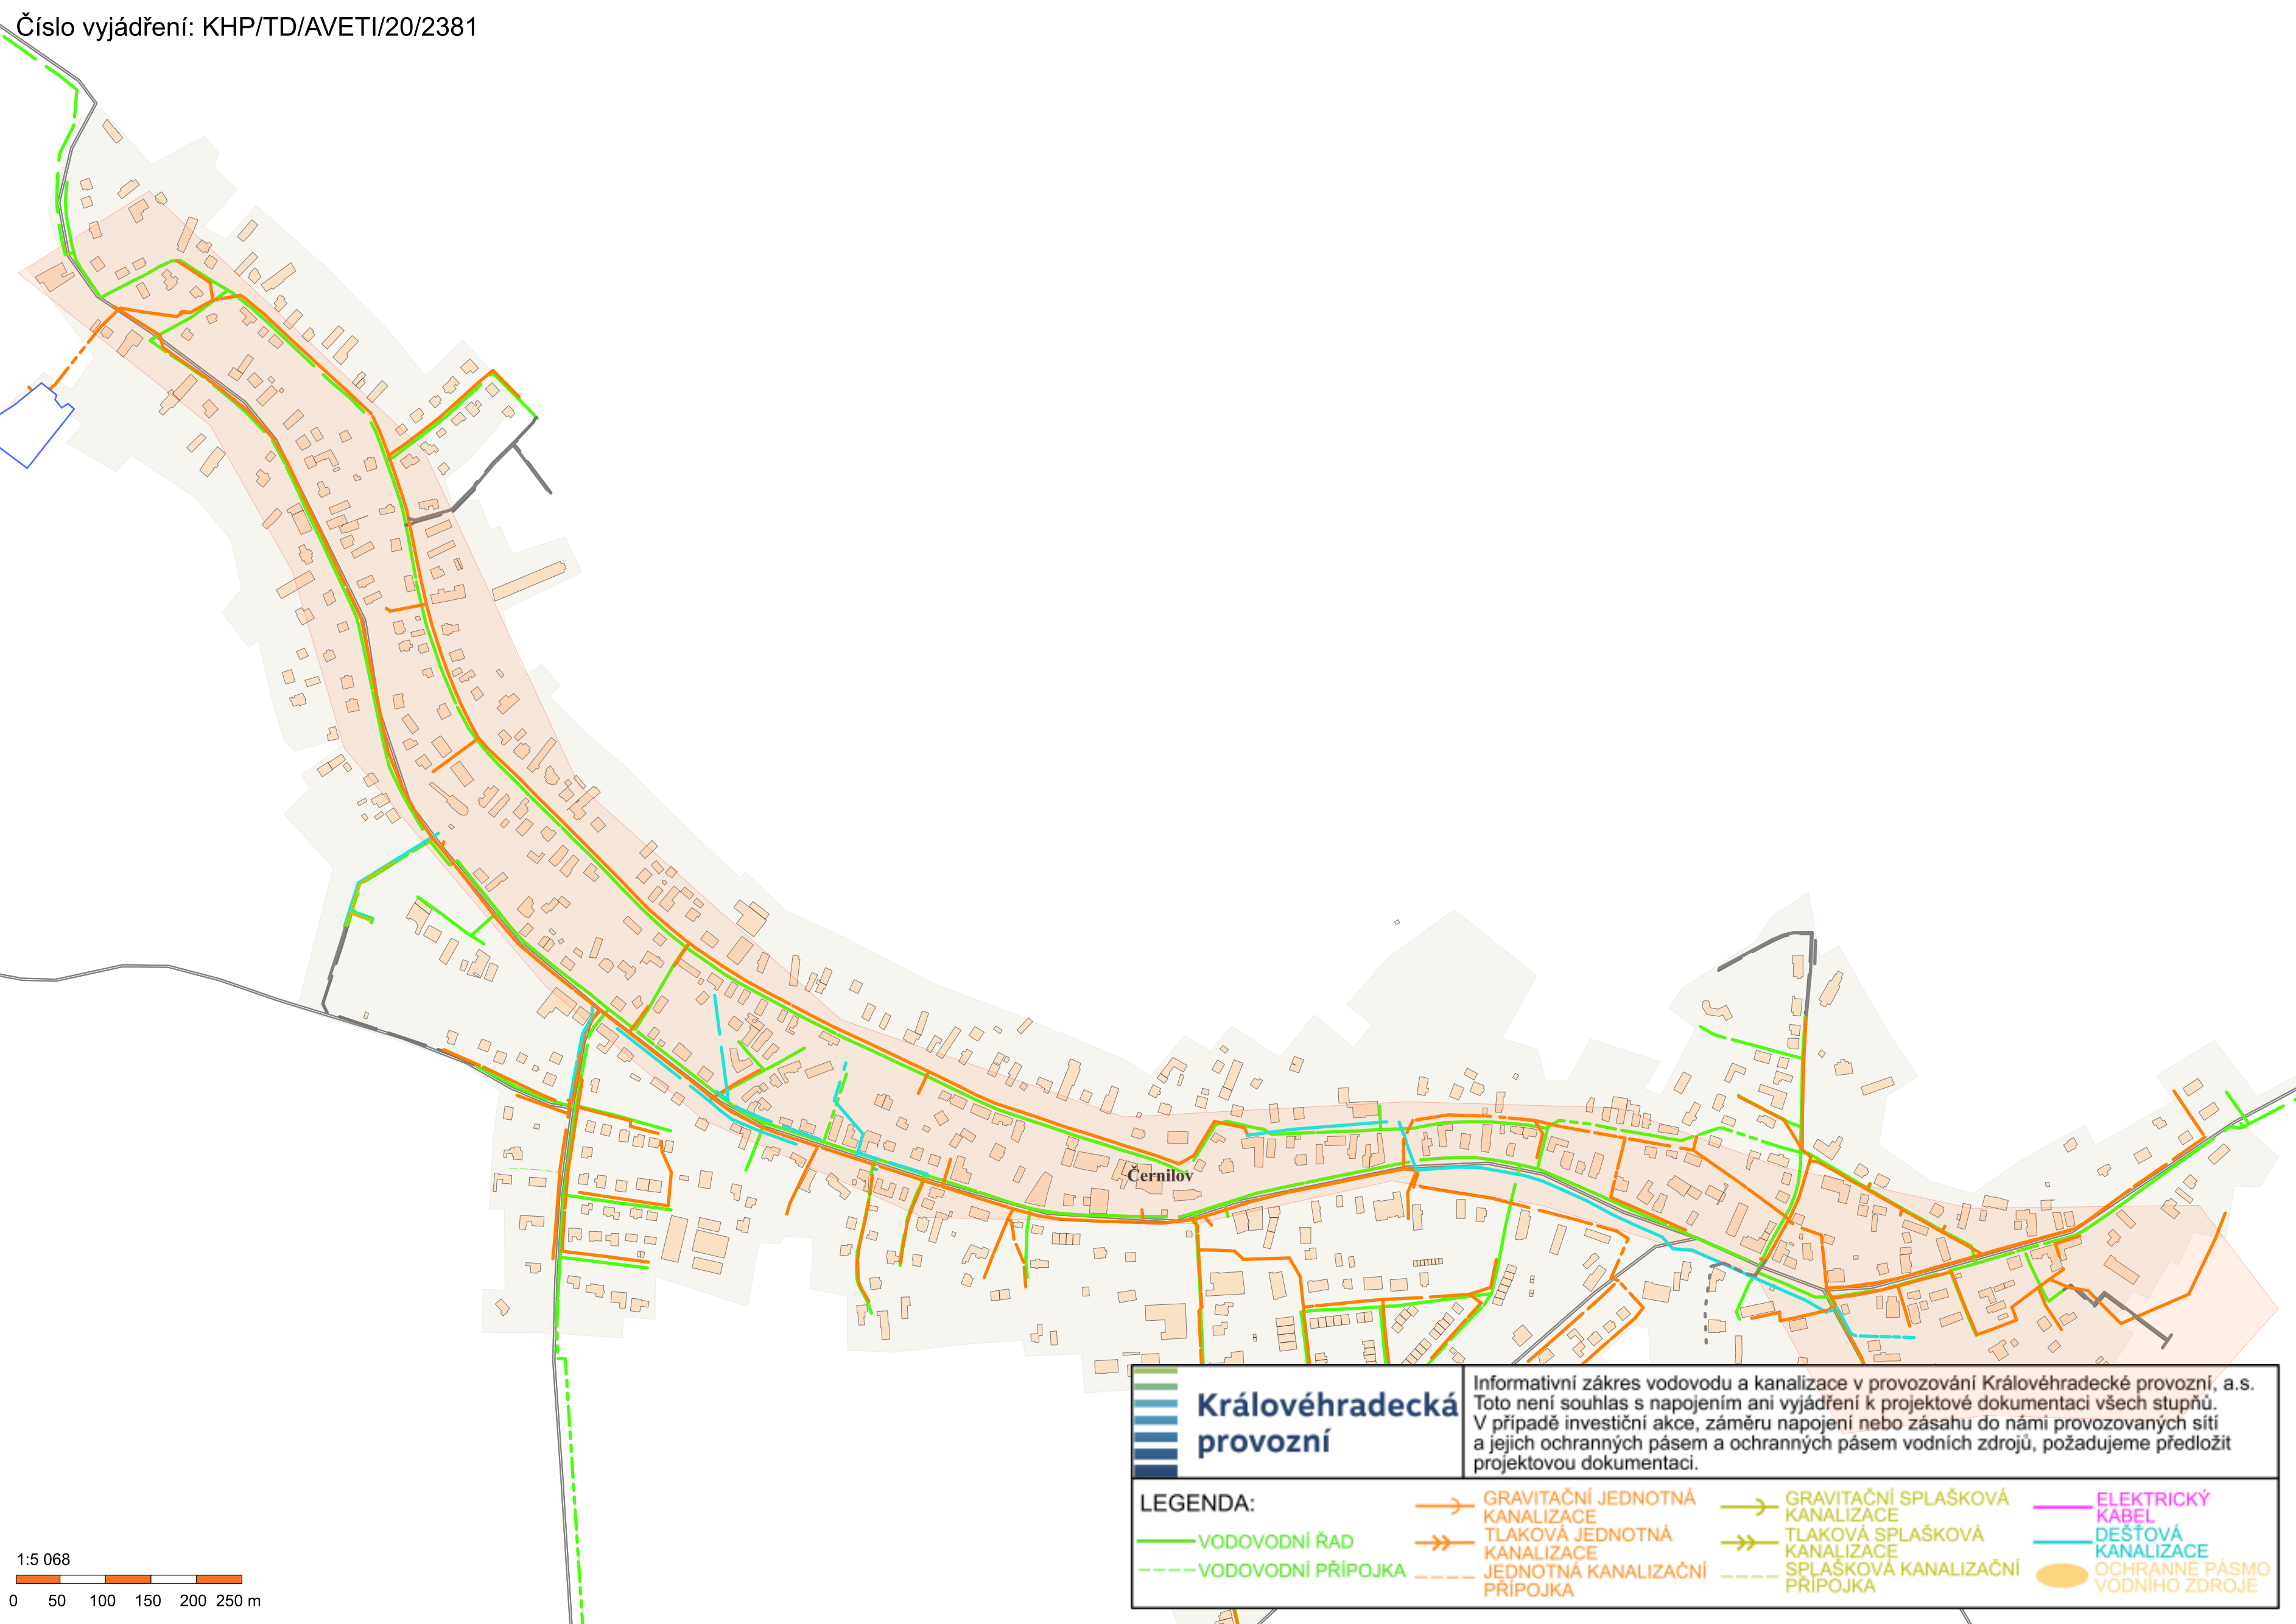 Číslo vyjádření: KHP/TD/AVETI/20/2381
Černilov
Královéhradecká
provozní
Informativní zákres vodovodu a kanalizace v provozování Královéhradecké provozní, a.s.
Toto není souhlas s napojením ani vyjádření k projektové dokumentaci všech stupňů.
V případě investiční akce, záměru napojení nebo zásahu do námi provozovaných sítí
a jejich ochranných pásem a ochranných pásem vodních zdrojů, požadujeme předložit
projektovou dokumentaci.
LEGENDA:
VODOVODNÍ ŘAD
VODOVODNÍ PŘÍPOJKA
GRAVITAČNÍ JEDNOTNÁ
KANALIZACE
TLAKOVÁ JEDNOTNÁ
KANALIZACE
JEDNOTNÁ KANALIZAČNÍ
PŘÍPOJKA
GRAVITAČNÍ SPLAŠKOVÁ
KANALIZACE
TLAKOVÁ SPLAŠKOVÁ
KANALIZACE
SPLAŠKOVÁ KANALIZAČNÍ
PŘÍPOJKA
ELEKTRICKÝ
KABEL
DEŠŤOVÁ
KANALIZACE
OCHRANNÉ PÁSMO
VODNÍHO ZDROJE
1:5 068
0 50 100 150 200 250 m